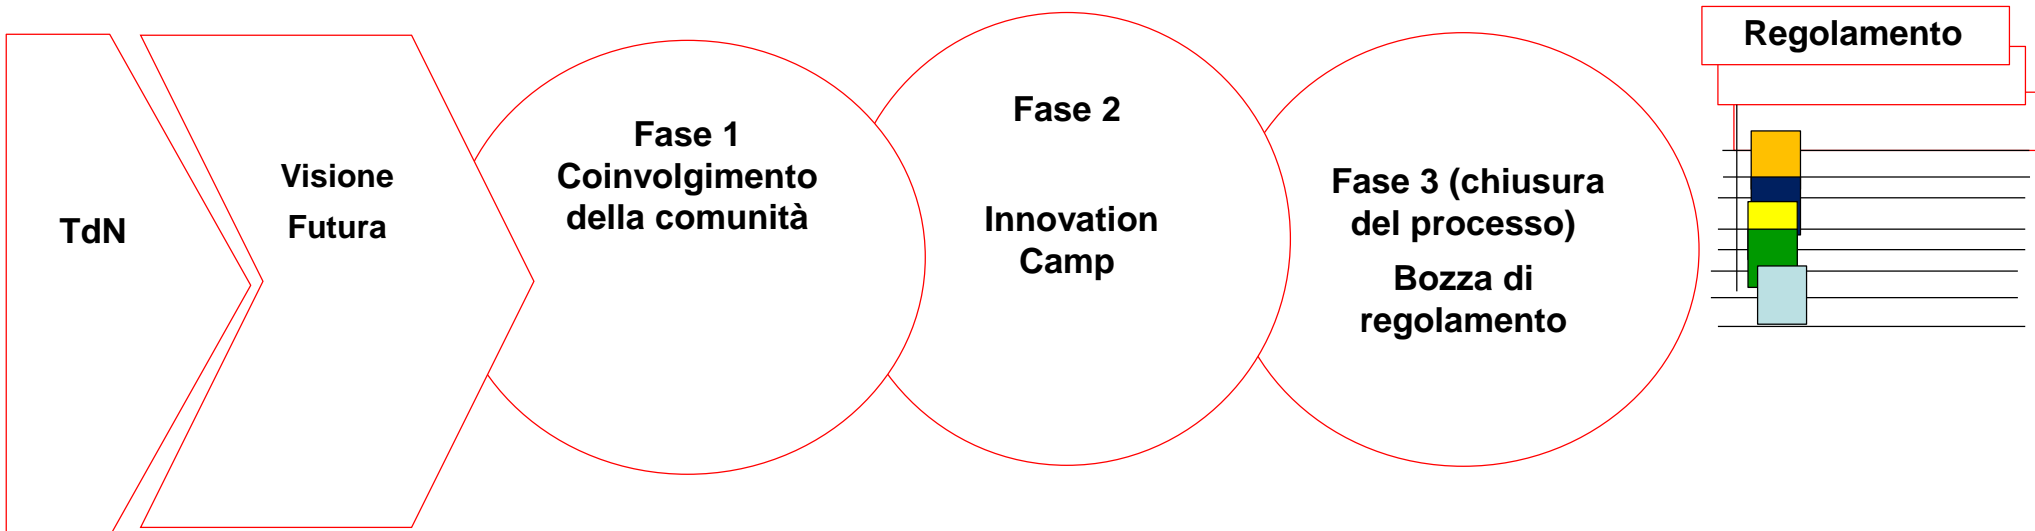 TdN
Visione
Futura
Fase 1
Coinvolgimento
della comunità
Fase 2
Innovation
Camp
Fase 3 (chiusura
del processo)
Bozza di
regolamento
Regolamento